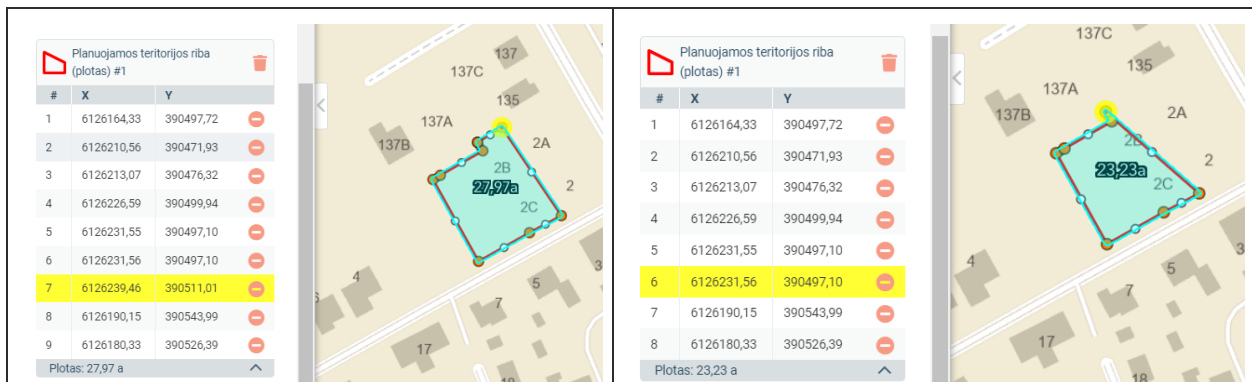 Planuojamos teritorijos riba
(plotas) #1
# X Y
1 6126164,33 390497,72
2 6126210,56 390471,93
3 6126213,07 390476,32
4 6126226,59 390499,94
5 6126231,55 390497,10
6 6126231,56 390497,10
7 6126239,46 390511,01
8 6126190,15 390543,99
9 6126180,33 390526,39
Plotas: 27,97 a
137
137C
135
137A
2A
137B
2B
27,97a
2
2C
3
4
5
7
17
Planuojamos teritorijos riba
(plotas) #1
# X Y
1 6126164,33 390497,72
2 6126210,56 390471,93
3 6126213,07 390476,32
4 6126226,59 390499,94
5 6126231,55 390497,10
6 6126231,56 390497,10
7 6126190,15 390543,99
8 6126180,33 390526,39
Plotas: 23,23 a
137C
135
137A
2A
137B
2B
2
23,23a
2C
3
4
5
7
17
18